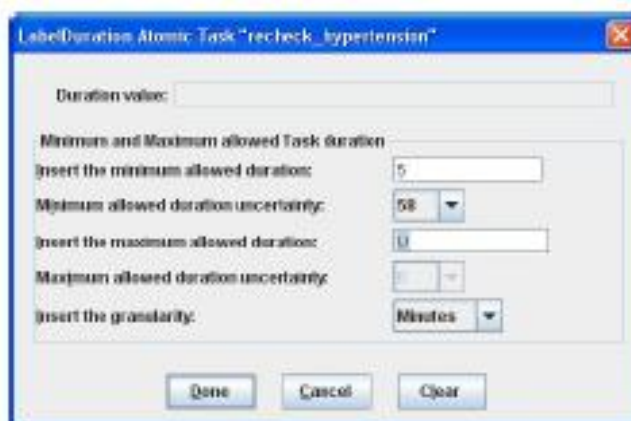 LabelDuration Atomic Task "recheck_hypertension"
Duration value:
Minimum and Maximum allowed Task duration
Insert the minimum allowed duration: 5
Minimum allowed duration uncertainty: 58
Insert the maximum allowed duration:
Maximum allowed duration uncertainty:
Insert the granularity: Minutes
Done Cancel Clear